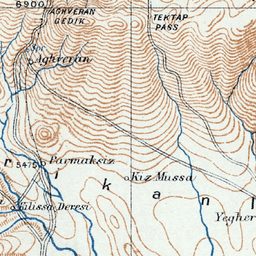 6900
AGHVERAN
GEDIK
TEKTAP
PASS
Aghveran
5475
Parmaksiz
r i k a n l
Kiz Mussa
Kilissa Deresi
Yegher